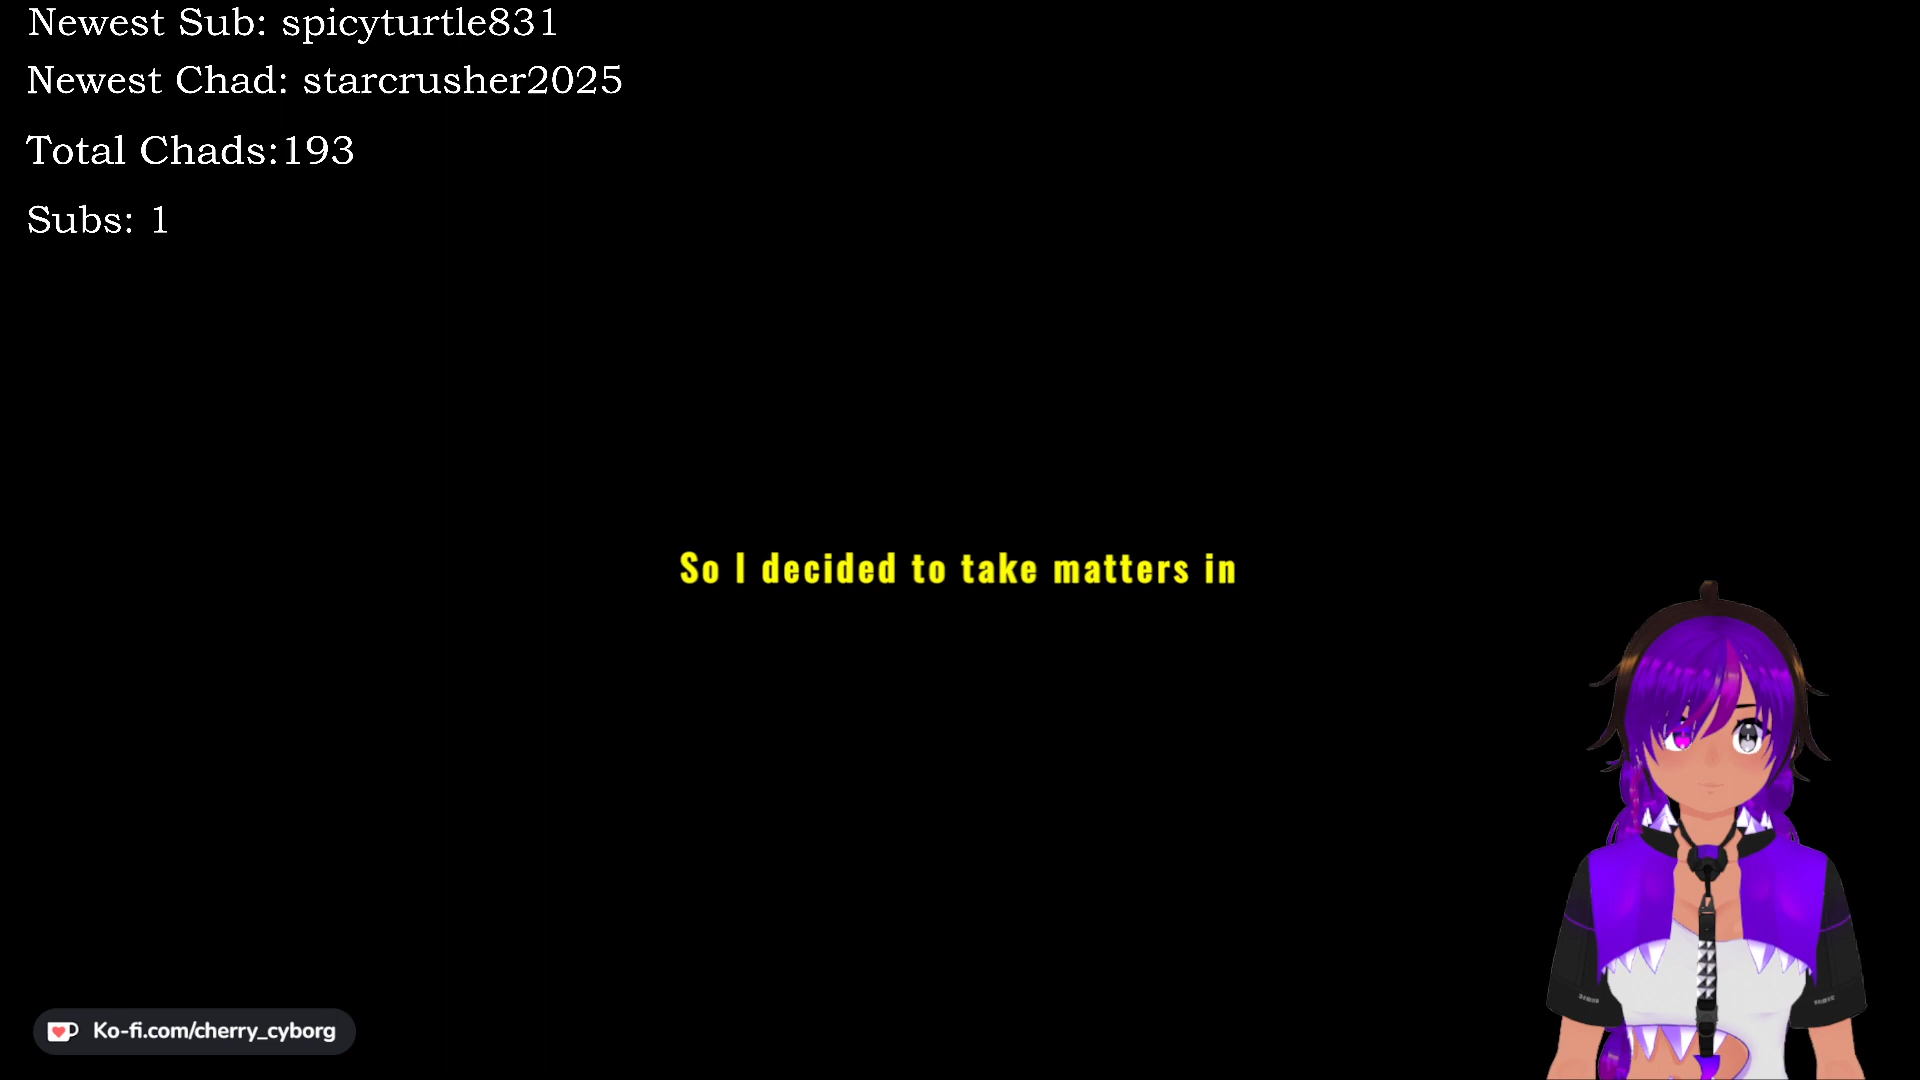 Newest Sub: spicyturtle831
Newest Chad: starcrusher2025
Total Chads:193
Subs: 1
So I decided to take matters in
Ko-fi.com/cherry_cyborg